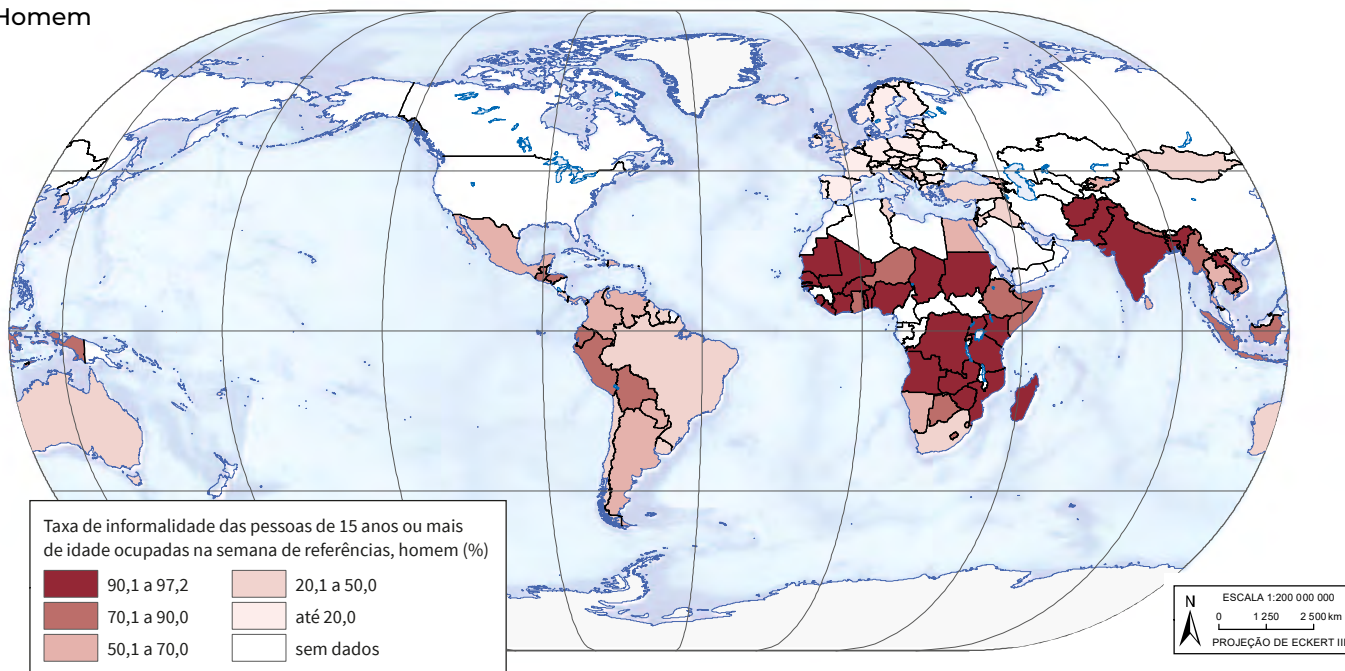 Homem
Taxa de informalidade das pessoas de 15 anos ou mais
de idade ocupadas na semana de referências, homem (%)
90,1 a 97,2
70,1 a 90,0
50,1 a 70,0
20,1 a 50,0
até 20,0
sem dados
N
ESCALA 1:200 000 000
0 1 250 2 500 km
PROJEÇÃO DE ECKERT III